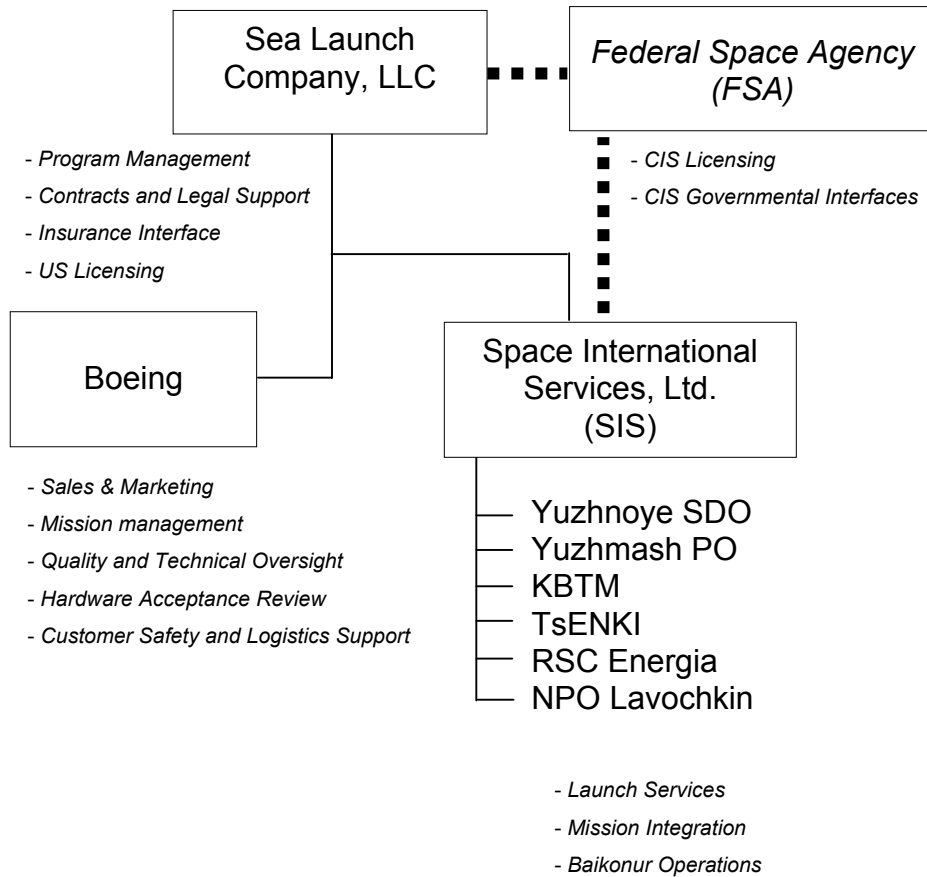 Sea Launch
Company, LLC
Federal Space Agency
(FSA)
- Program Management
- Contracts and Legal Support
- Insurance Interface
- US Licensing
- CIS Licensing
- CIS Governmental Interfaces
Boeing
Space International
Services, Ltd.
(SIS)
- Sales & Marketing
- Mission management
- Quality and Technical Oversight
- Hardware Acceptance Review
- Customer Safety and Logistics Support
Yuzhnoye SDO
Yuzhmash PO
KBTM
TsENKI
RSC Energia
NPO Lavochkin
- Launch Services
- Mission Integration
- Baikonur Operations